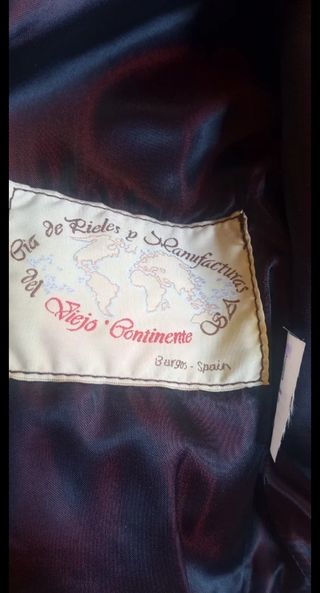 Cia de Pieles y Manufacturas
del Viejo Continente
Burgos - Spain